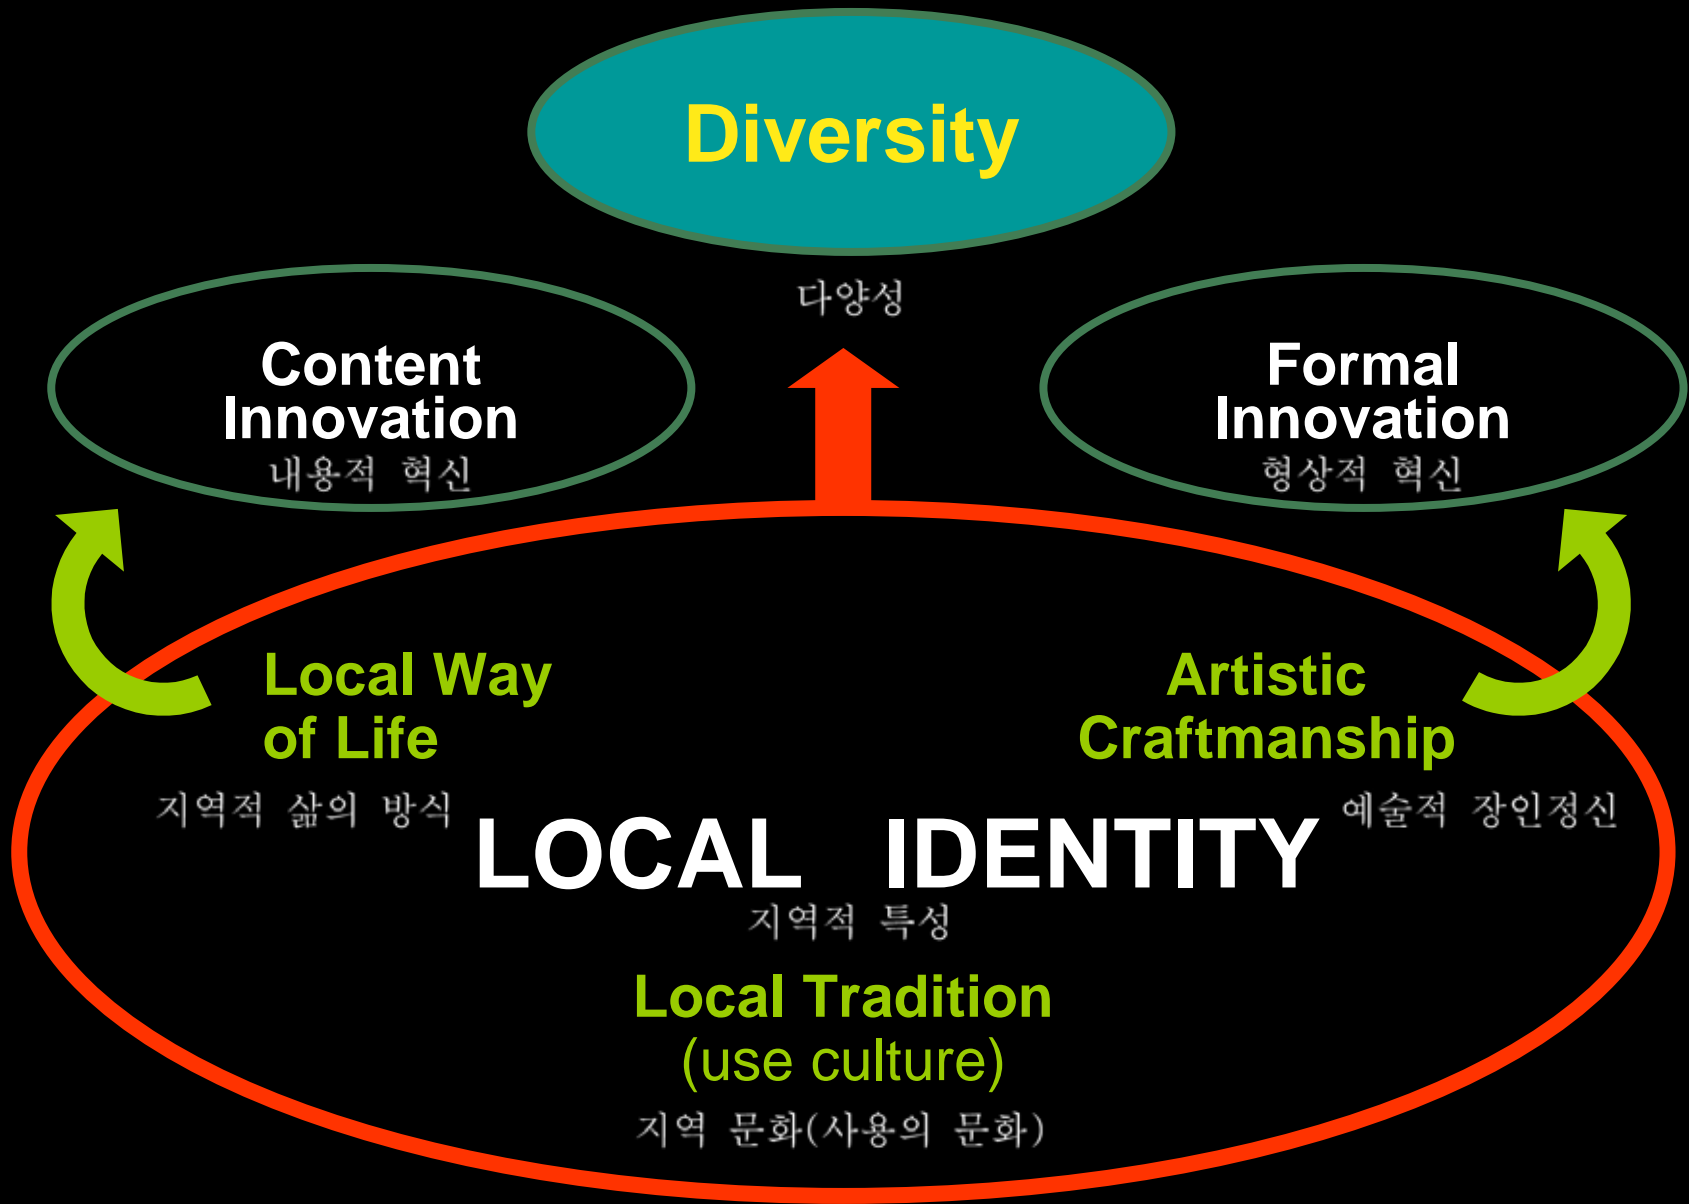 Diversity
다양성
Content
Innovation
내용적 혁신
Formal
Innovation
형상적 혁신
Local Way
of Life
지역적 삶의 방식
Artistic
Craftmanship
예술적 장인정신
LOCAL IDENTITY
지역적 특성
Local Tradition
(use culture)
지역 문화(사용의 문화)